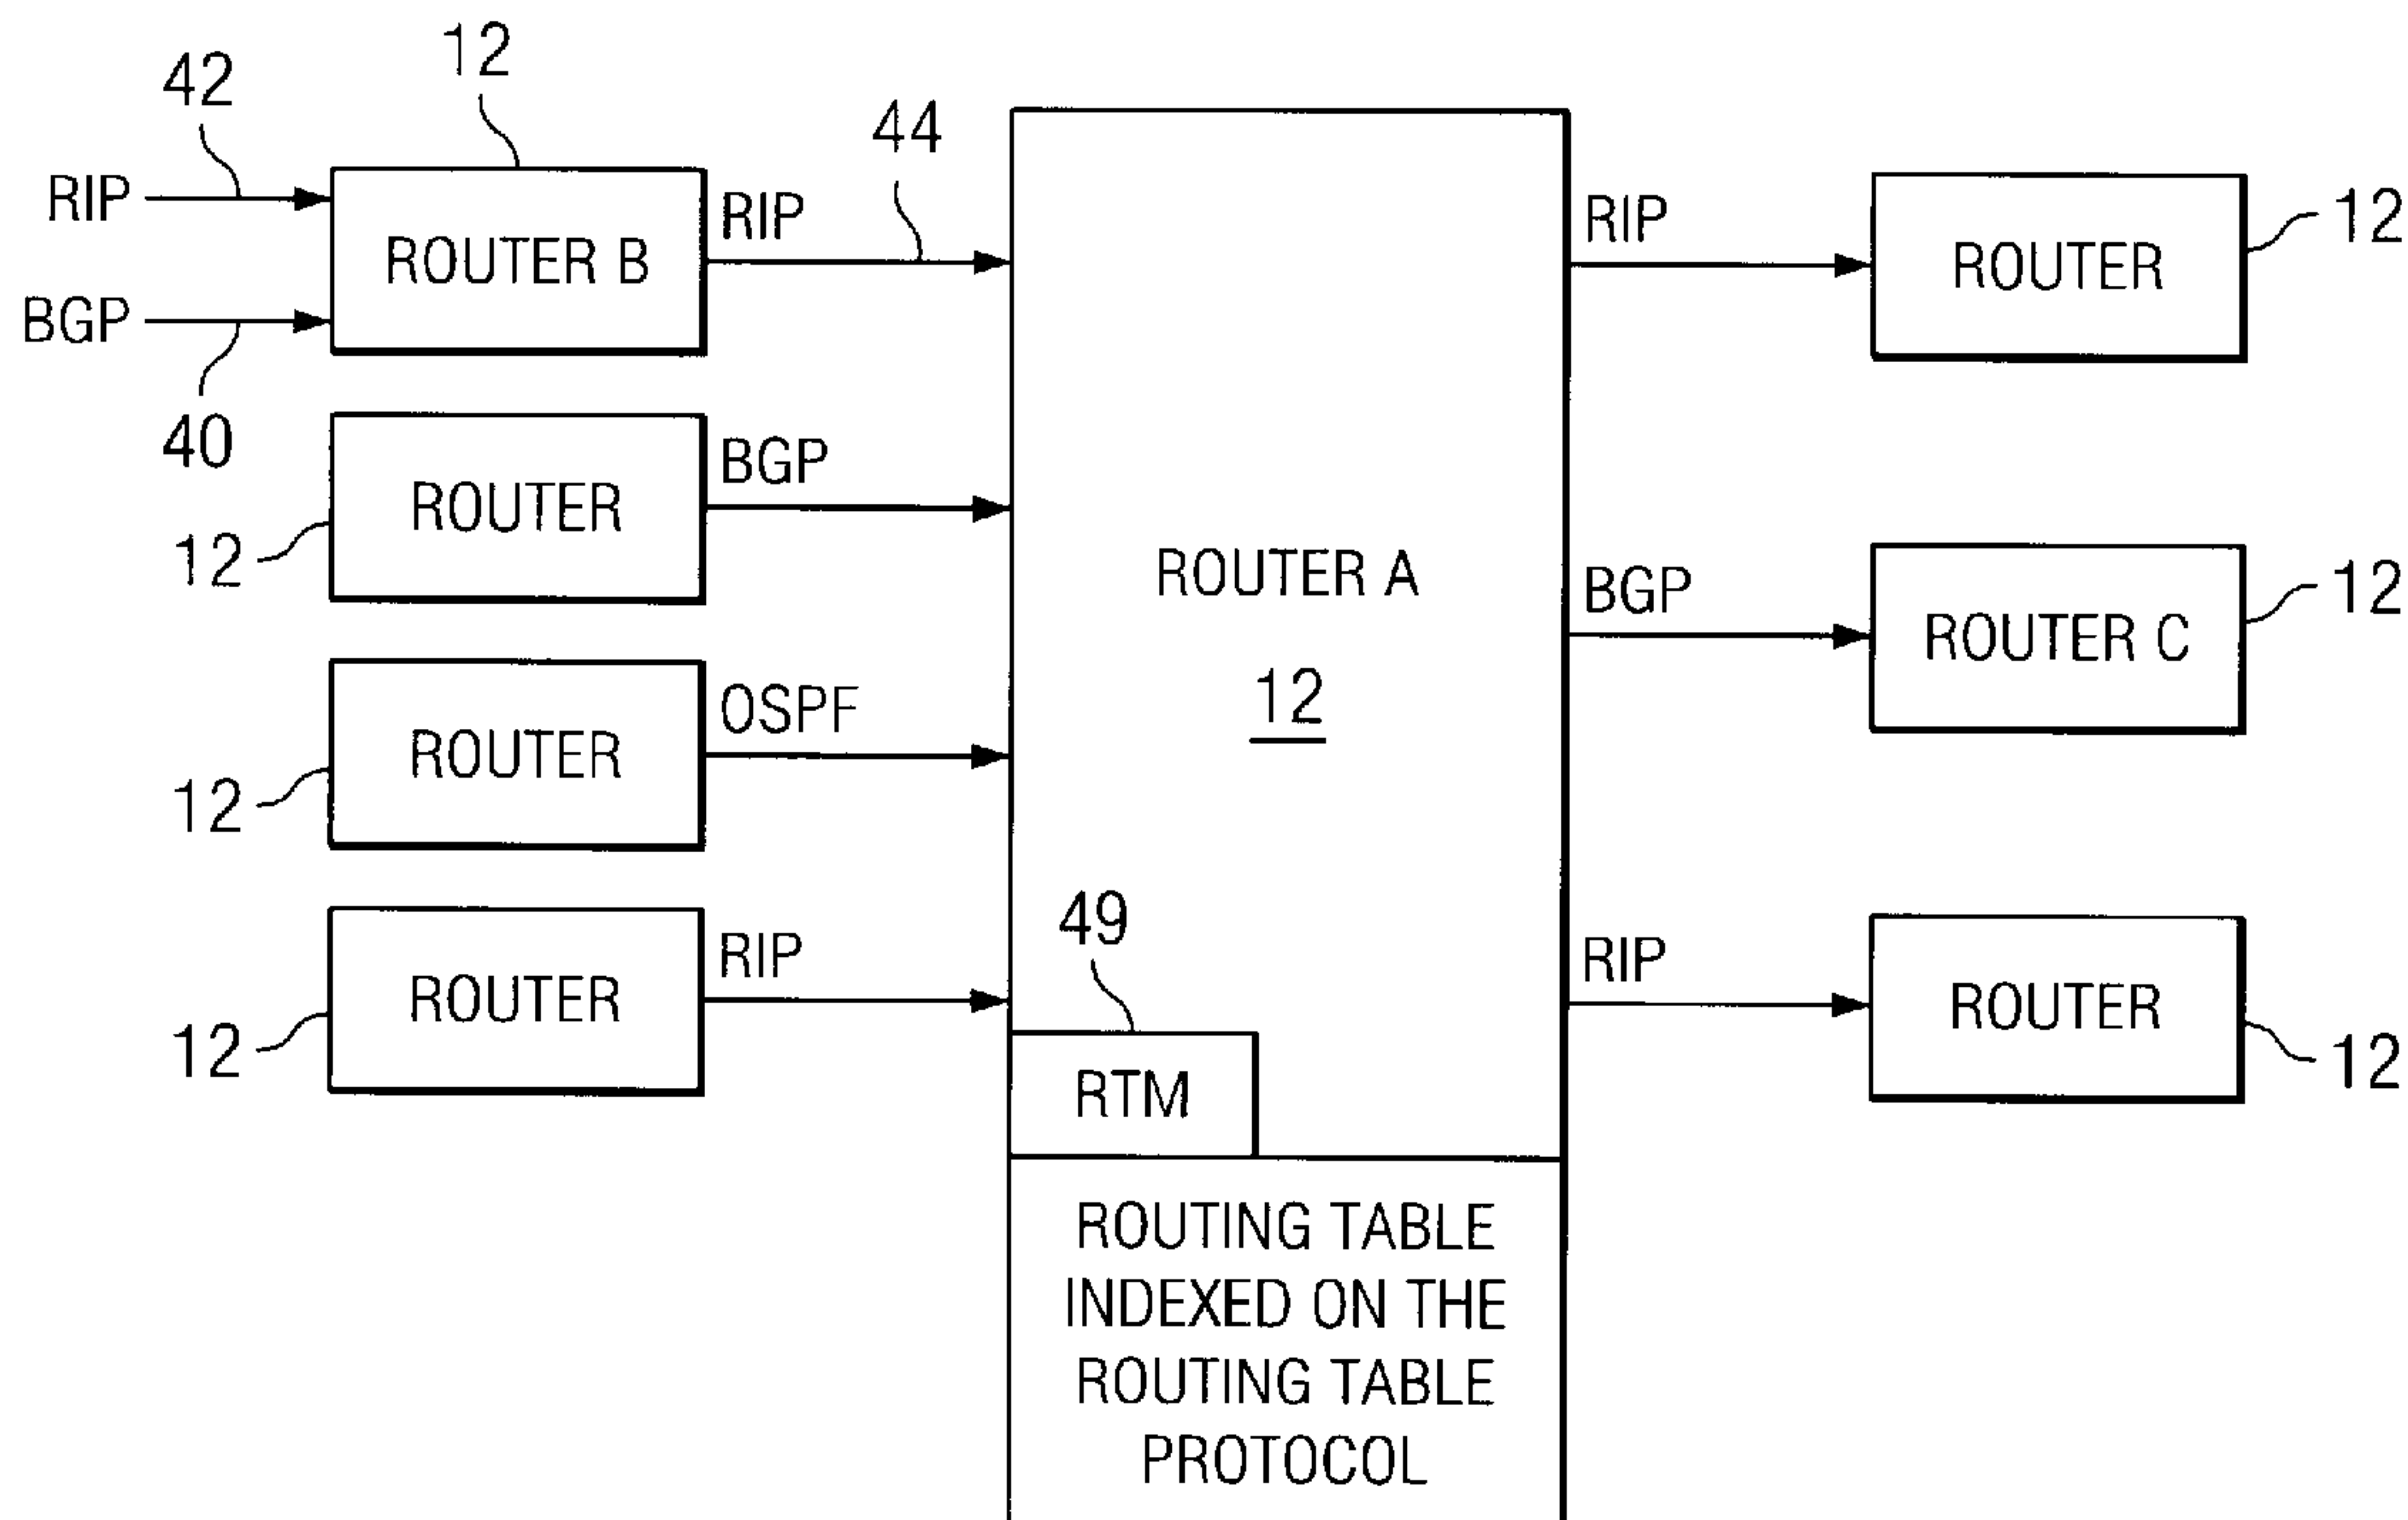 42
12
44
RIP
ROUTER B
RIP
BGP
40
ROUTER
BGP
12
ROUTER
OSPF
12
ROUTER
RIP
12
ROUTER A
12
49
RTM
ROUTING TABLE
INDEXED ON THE
ROUTING TABLE
PROTOCOL
RIP
ROUTER
12
BGP
ROUTER C
12
RIP
ROUTER
12